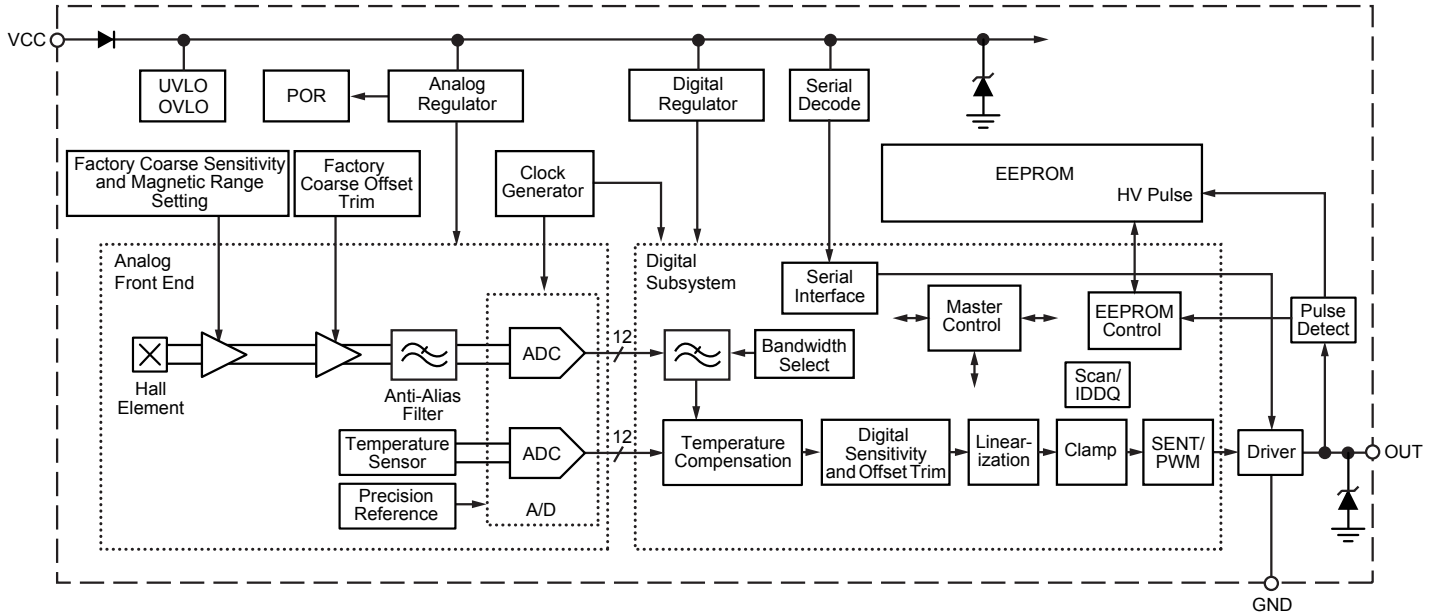 VCC
UVLO
OVLO
POR
Analog
Regulator
Digital
Regulator
Serial
Decode
Factory Coarse Sensitivity
and Magnetic Range
Setting
Factory
Coarse Offset
Trim
Clock
Generator
EEPROM
HV Pulse
Analog
Front End
Digital
Subsystem
Serial
Interface
Master
Control
EEPROM
Control
Pulse
Detect
Hall
Element
Anti-Alias
Filter
ADC
12
Bandwidth
Select
Scan/
IDDQ
Temperature
Sensor
ADC
12
Temperature
Compensation
Digital
Sensitivity
and Offset Trim
Linear-
ization
Clamp
SENT/
PWM
Driver
OUT
Precision
Reference
A/D
GND